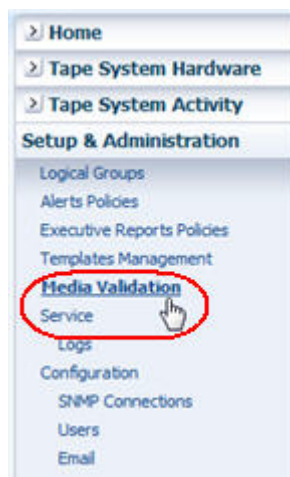 Home
Tape System Hardware
Tape System Activity
Setup & Administration
Logical Groups
Alerts Policies
Executive Reports Policies
Templates Management
Media Validation
Service
Logs
Configuration
SNMP Connections
Users
Email